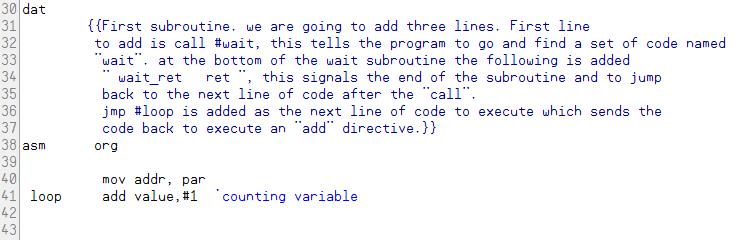 30 dat
31 {{First subroutine. we are going to add three lines. First line
32 to add is call #wait, this tells the program to go and find a set of code named
33 "wait". at the bottom of the wait subroutine the following is added
34 " wait_ret   ret ", this signals the end of the subroutine and to jump
35 back to the next line of code after the "call".
36 jmp #loop is added as the next line of code to execute which sends the
37 code back to execute an "add" directive.}}
38 asm org
39
40 mov addr, par
41 loop add value,#1 'counting variable
42
43